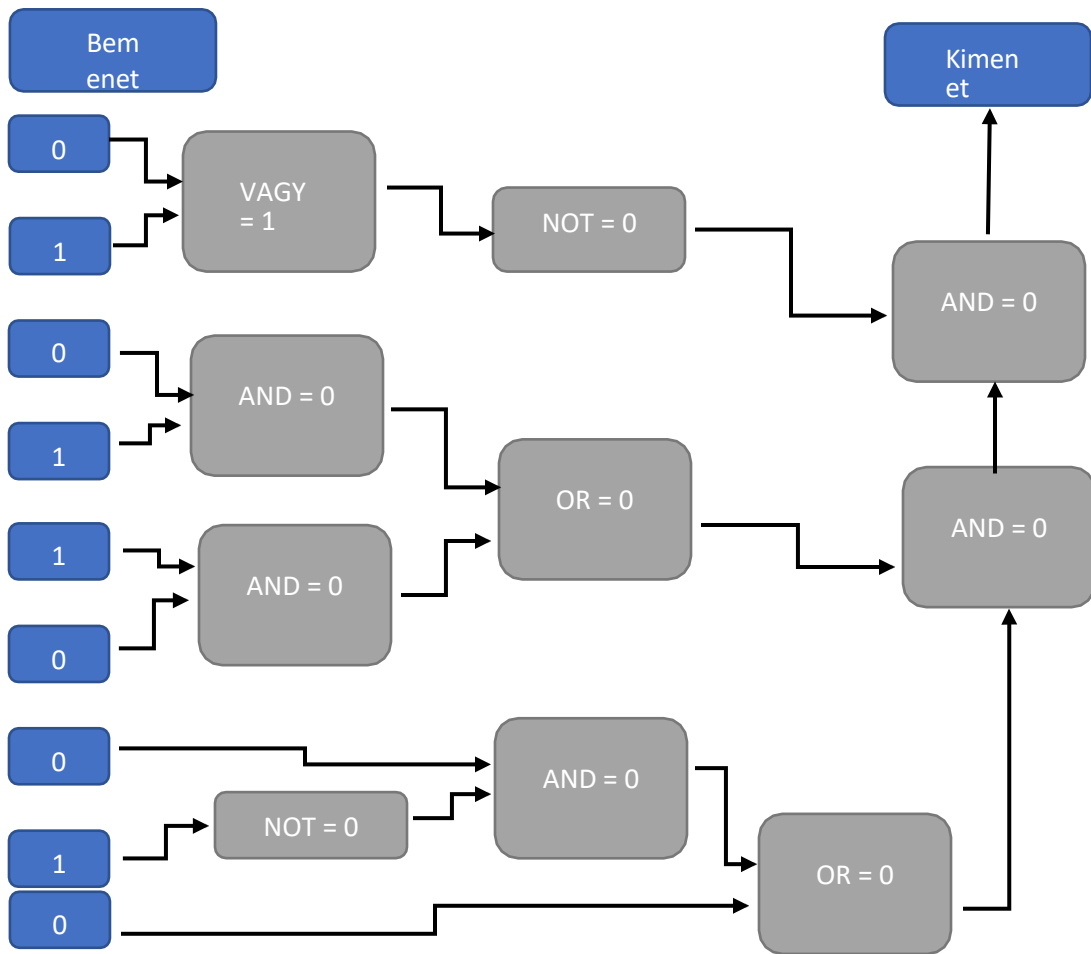 Bem
enet
Kimen
et
0
VAGY
= 1
1
NOT = 0
AND = 0
0
AND = 0
1
OR = 0
AND = 0
1
AND = 0
0
0
AND = 0
NOT = 0
1
OR = 0
0